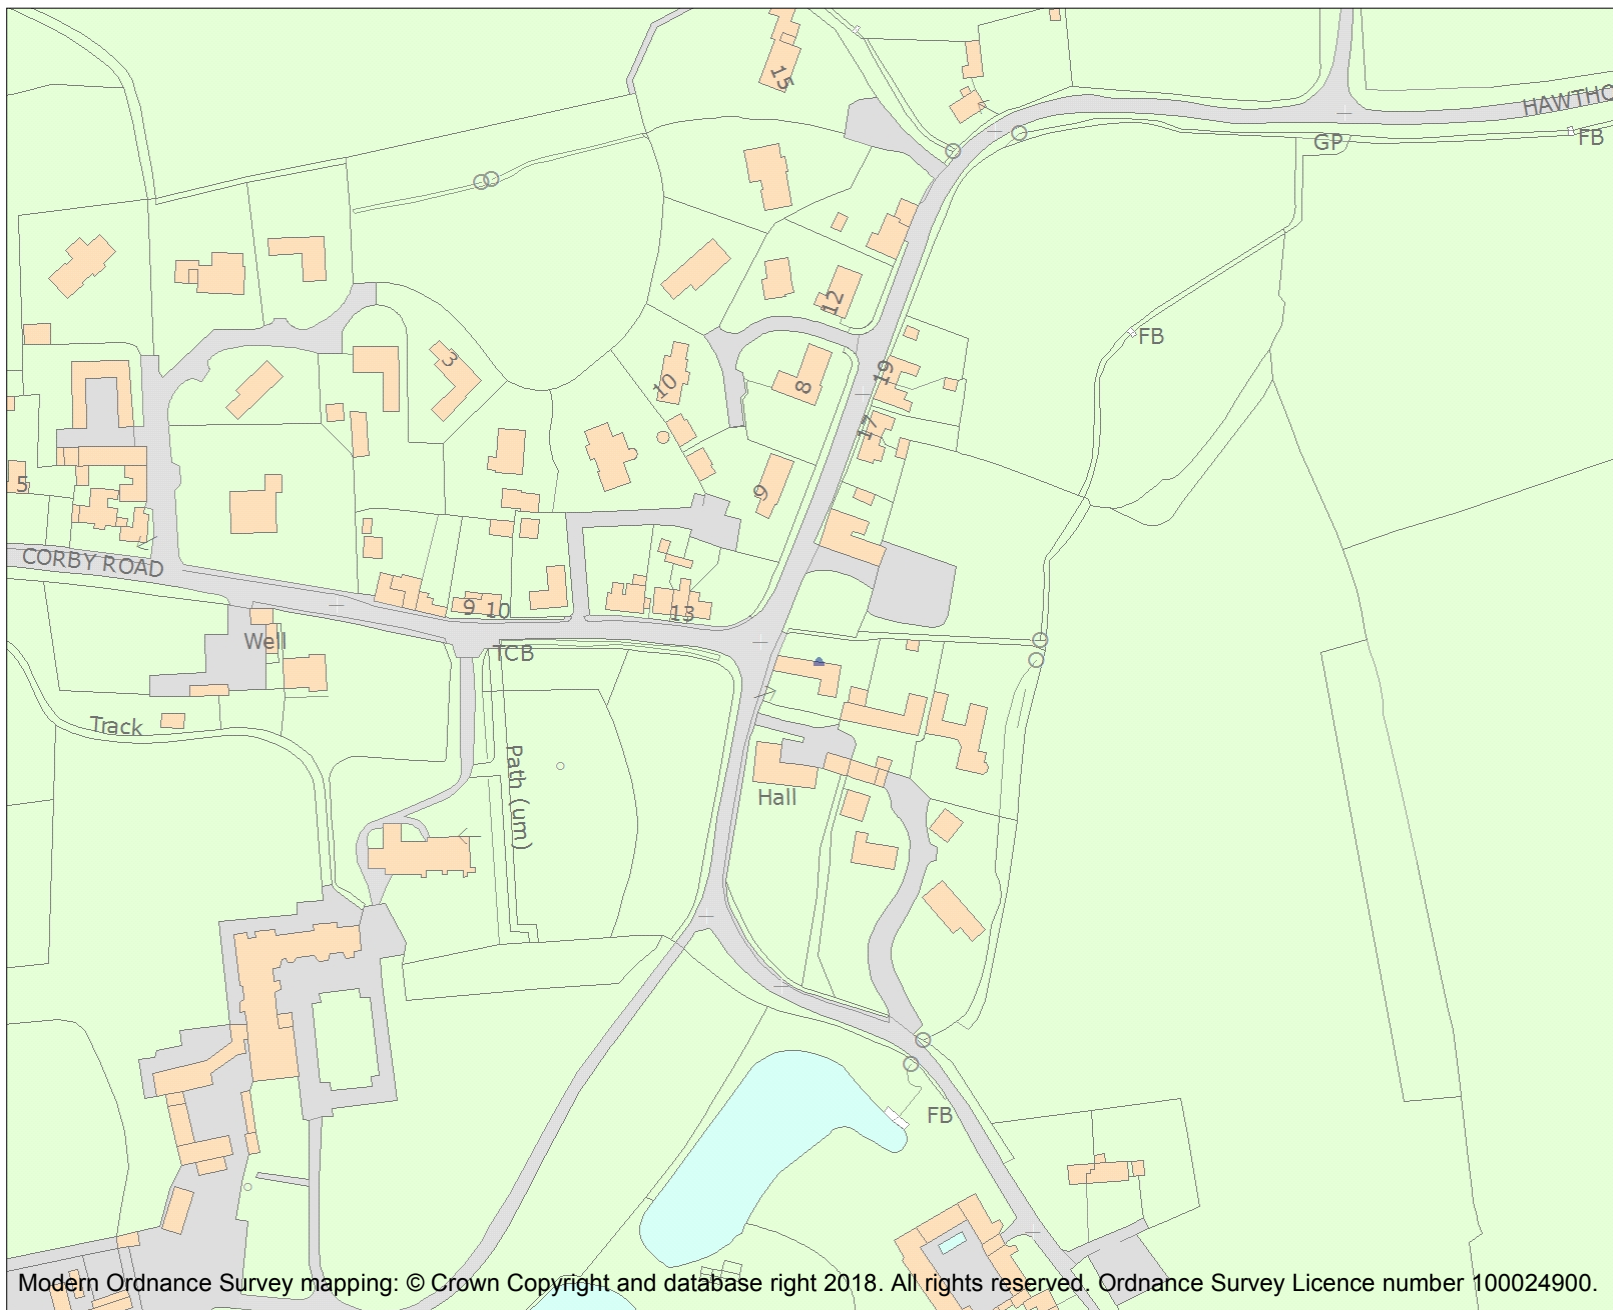 15
HAWTHO
GP
FB
12
FB
3
19
10
8
17
5
9
CORBY ROAD
9 10
13
Well
TCB
Track
Path (um)
Hall
FB
Modern Ordnance Survey mapping: © Crown Copyright and database right 2018. All rights reserved. Ordnance Survey Licence number 100024900.